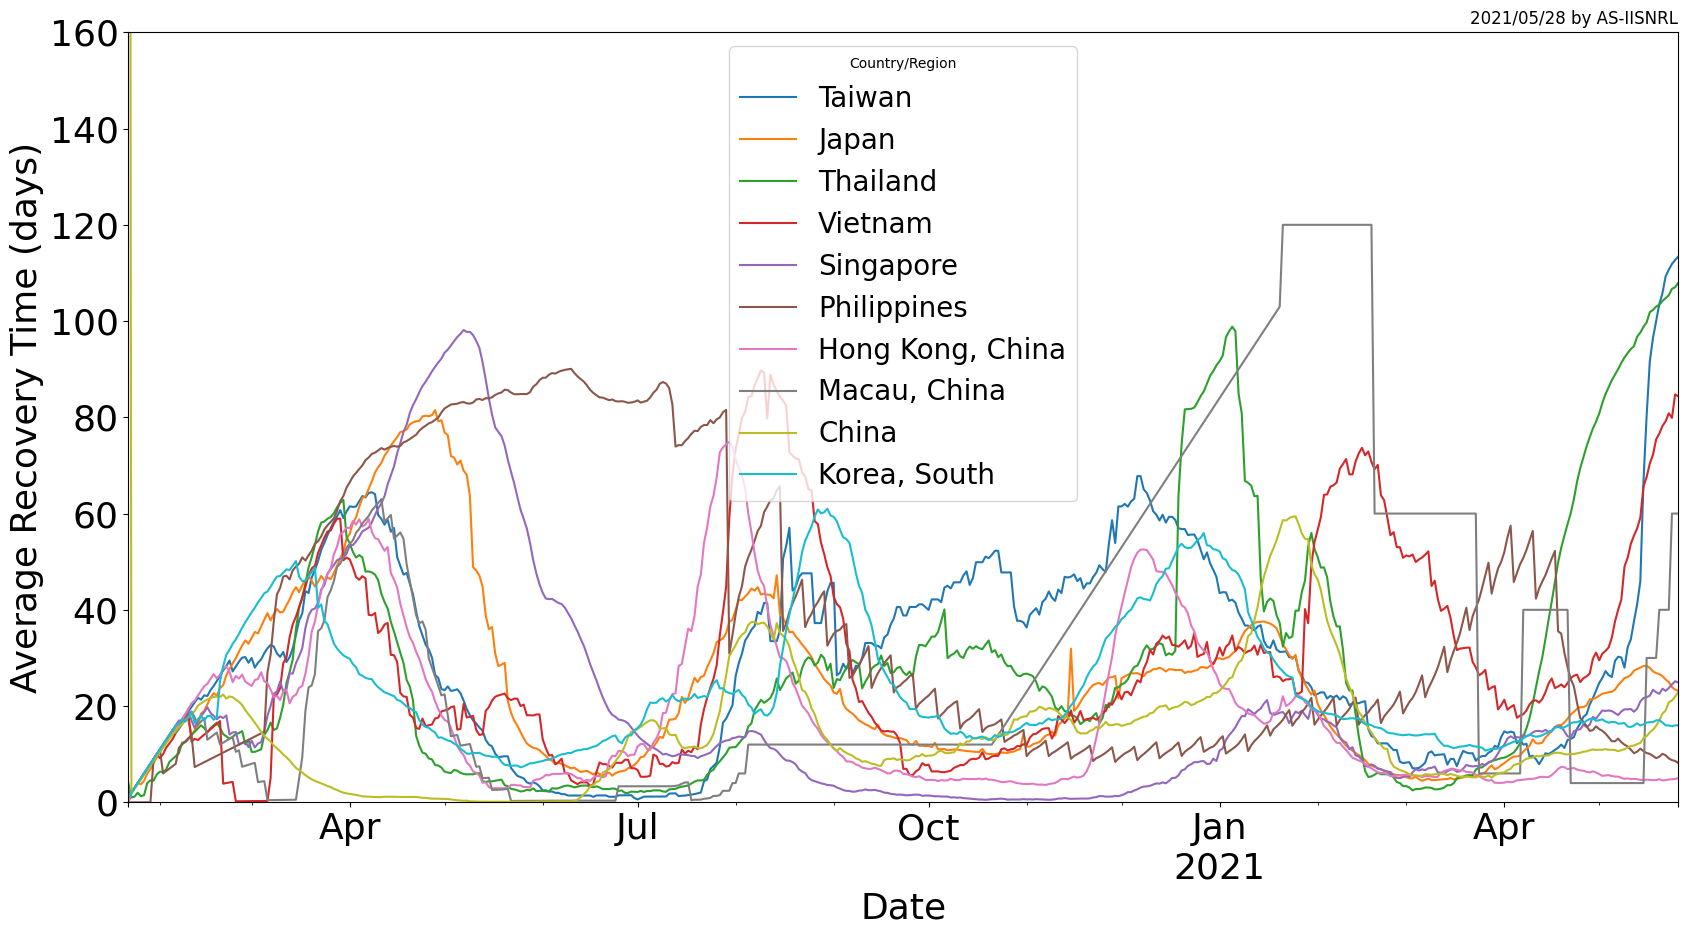 2021/05/28 by AS-IISNRL
Average Recovery Time (days)
160
140
120
100
80
60
40
20
0
Country/Region
Taiwan
Japan
Thailand
Vietnam
Singapore
Philippines
Hong Kong, China
Macau, China
China
Korea, South
Apr
Jul
Oct
Jan
2021
Apr
Date